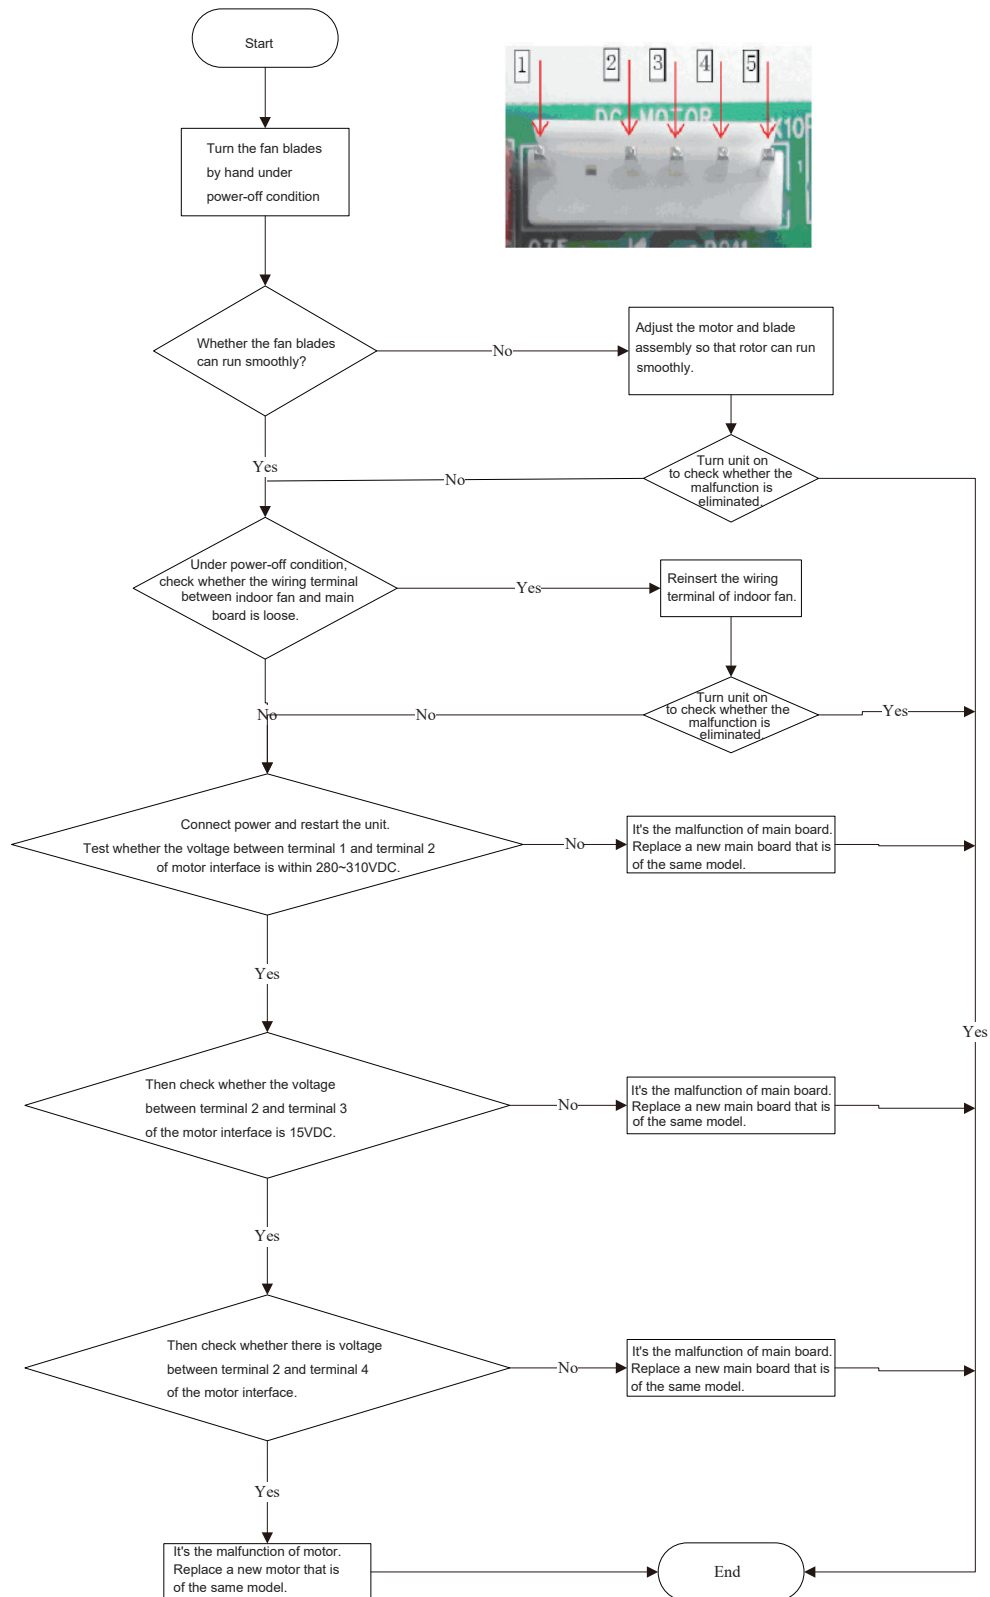 Start
1
2
3
4
5
DC MOTOR
Turn the fan blades
by hand under
power-off condition
Whether the fan blades
can run smoothly?
No
Adjust the motor and blade
assembly so that rotor can run
smoothly.
Yes
No
Turn unit on
to check whether the
malfunction is
eliminated.
Under power-off condition,
check whether the wiring terminal
between indoor fan and main
board is loose.
Yes
Reinsert the wiring
terminal of indoor fan.
No
No
Turn unit on
to check whether the
malfunction is
eliminated.
Yes
Connect power and restart the unit.
Test whether the voltage between terminal 1 and terminal 2
of motor interface is within 280~310VDC.
No
It's the malfunction of main board.
Replace a new main board that is
of the same model.
Yes
Yes
Then check whether the voltage
between terminal 2 and terminal 3
of the motor interface is 15VDC.
No
It's the malfunction of main board.
Replace a new main board that is
of the same model.
Yes
Then check whether there is voltage
between terminal 2 and terminal 4
of the motor interface.
No
It's the malfunction of main board.
Replace a new main board that is
of the same model.
Yes
It's the malfunction of motor.
Replace a new motor that is
of the same model.
End